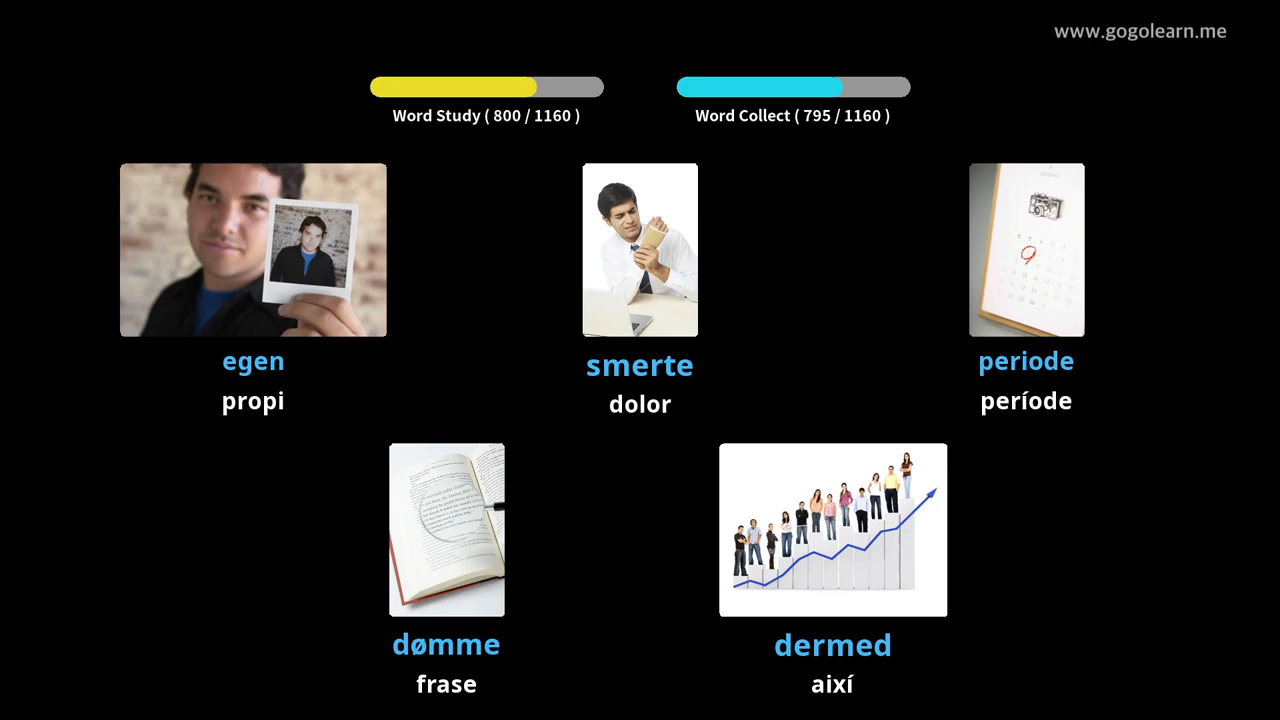 www.gogolearn.me
Word Study ( 800 / 1160 )
Word Collect ( 795 / 1160 )
egen
propi
smerte
dolor
periode
període
dømme
frase
dermed
així